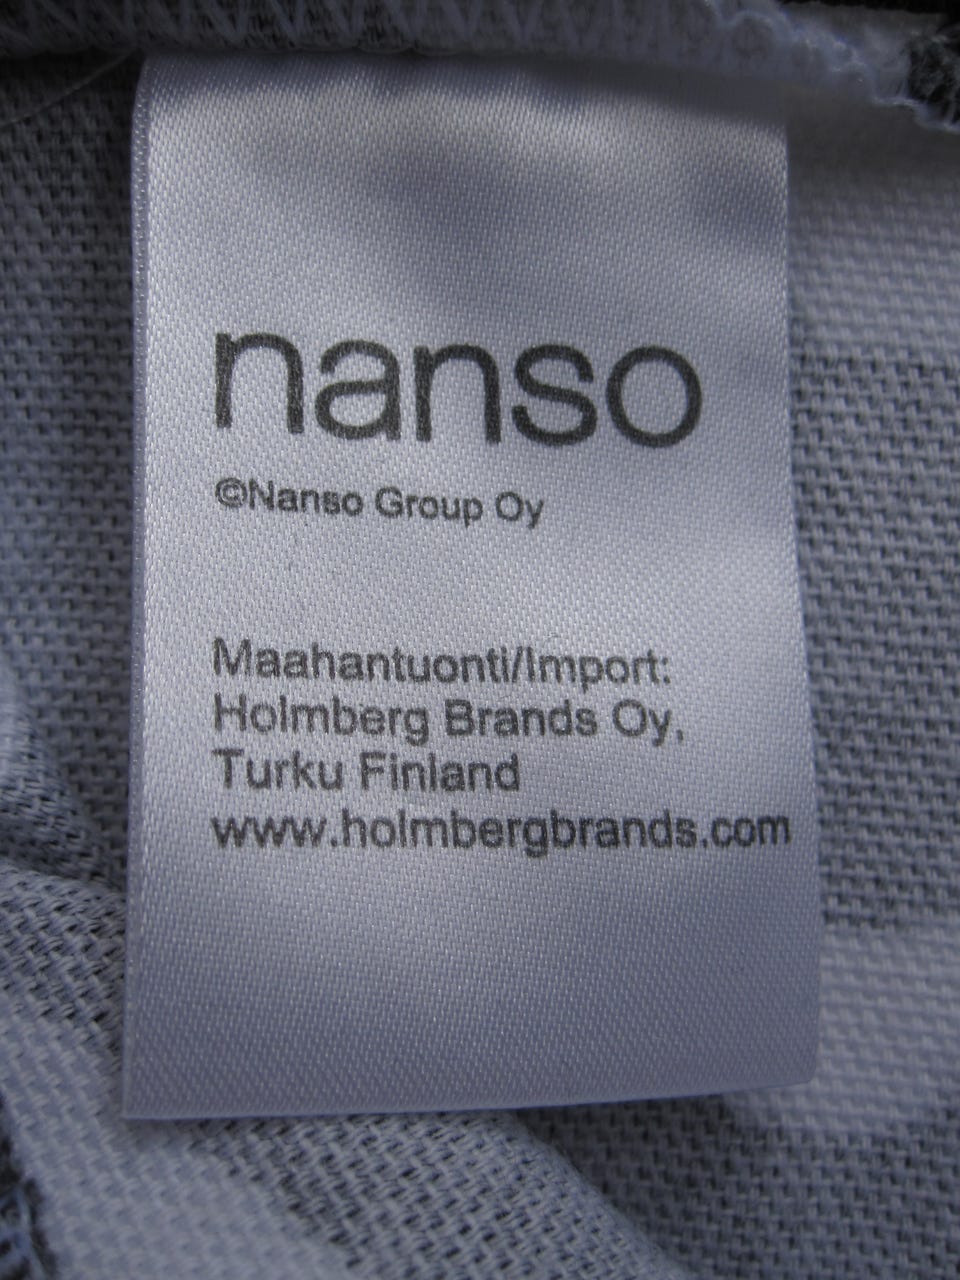 nanso
©Nanso Group Oy
Maahantuonti/Import:
Holmberg Brands Oy,
Turku Finland
www.holmbergbrands.com